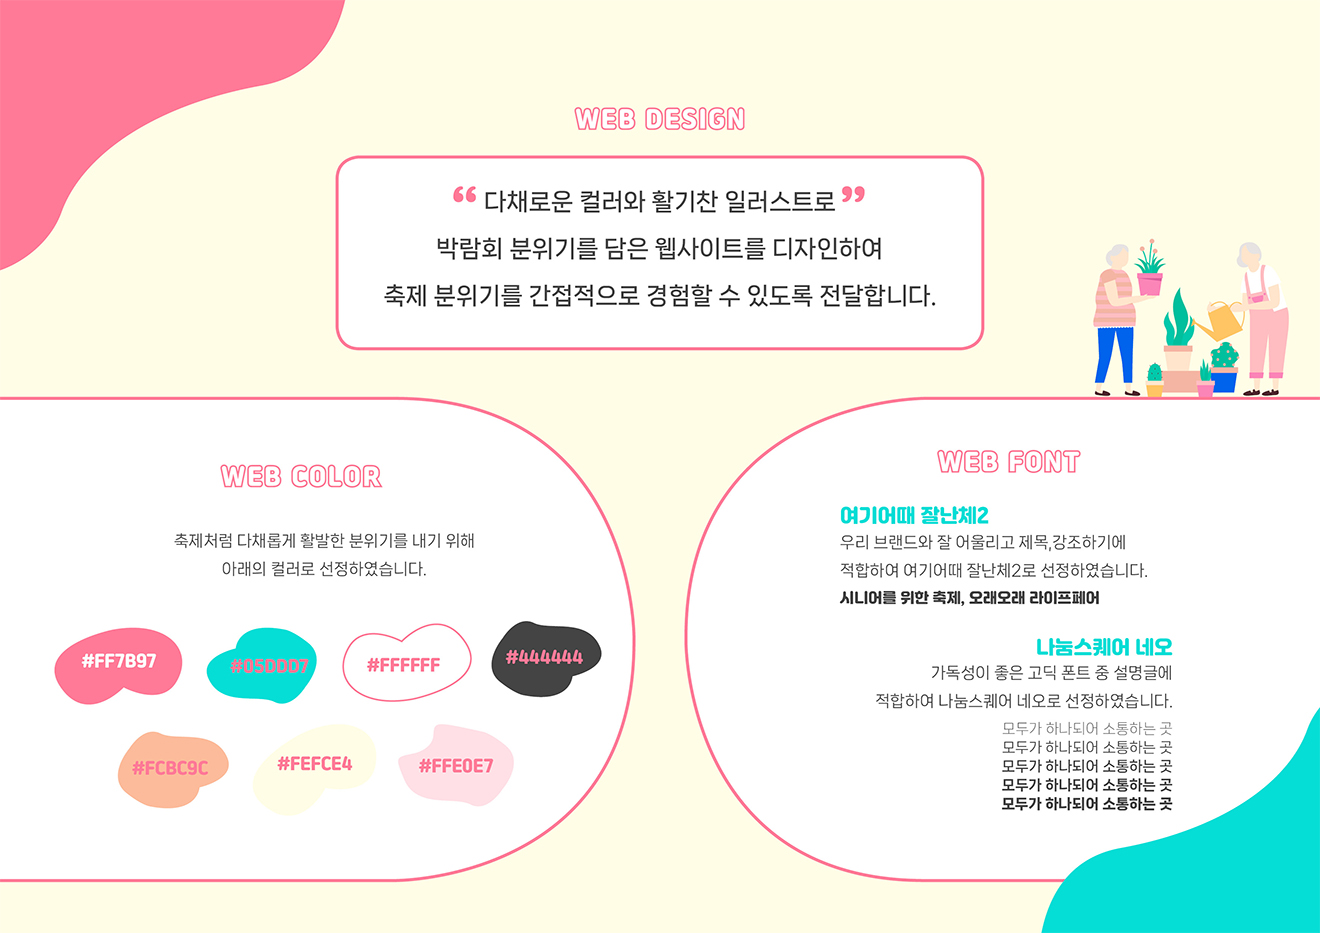 WEB DESIGN
“ 다채로운 컬러와 활기찬 일러스트로 ”
박람회 분위기를 담은 웹사이트를 디자인하여
축제 분위기를 간접적으로 경험할 수 있도록 전달합니다.
WEB COLOR
축제처럼 다채롭게 활발한 분위기를 내기 위해
아래의 컬러로 선정하였습니다.
#FF7B97
#05DDD7
#FFFFFF
#444444
#FCBC9C
#FEFCE4
#FFE0E7
WEB FONT
여기어때 잘난체2
우리 브랜드와 잘 어울리고 제목,강조하기에
적합하여 여기어때 잘난체2로 선정하였습니다.
시니어를 위한 축제, 오래오래 라이프페어
나눔스퀘어 네오
가독성이 좋은 고딕 폰트 중 설명글에
적합하여 나눔스퀘어 네오로 선정하였습니다.
모두가 하나되어 소통하는 곳
모두가 하나되어 소통하는 곳
모두가 하나되어 소통하는 곳
모두가 하나되어 소통하는 곳
모두가 하나되어 소통하는 곳